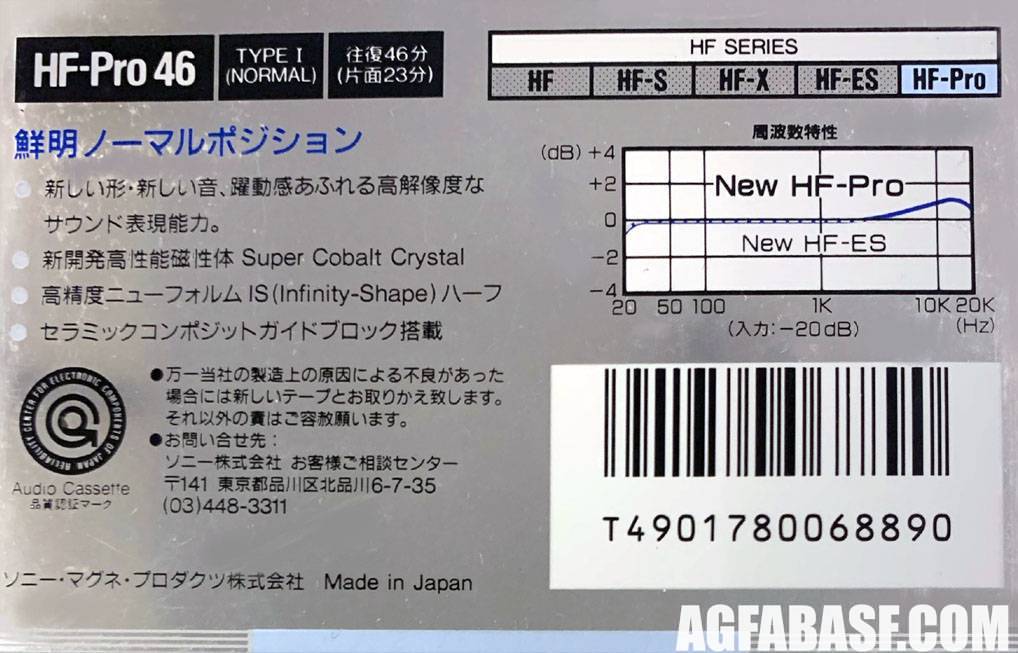 HF-Pro 46
TYPE I
(NORMAL)
往復46分
(片面23分)
HF SERIES
HF HF-S HF-X HF-ES HF-Pro
鮮明ノーマルポジション
新しい形・新しい音、躍動感あふれる高解像度な
サウンド表現能力。
新開発高性能磁性体 Super Cobalt Crystal
高精度ニューフォルム IS(Infinity-Shape)ハーフ
セラミックコンポジットガイドブロック搭載
周波数特性
(dB) +4
+2
0
−2
−4
New HF-Pro
New HF-ES
20 50 100 1K 10K 20K
(入力:−20dB) (Hz)
RELIABILITY CENTER FOR ELECTRONIC COMPONENTS OF JAPAN
Audio Cassette
品質認証マーク
●万一当社の製造上の原因による不良があった
場合には新しいテープとお取りかえ致します。
それ以外の責はご容赦願います。
●お問い合せ先：
ソニー株式会社 お客様ご相談センター
〒141 東京都品川区北品川6-7-35
(03)448-3311
T4901780068890
ソニー・マグネ・プロダクツ株式会社 Made in Japan
AGFABASF.COM